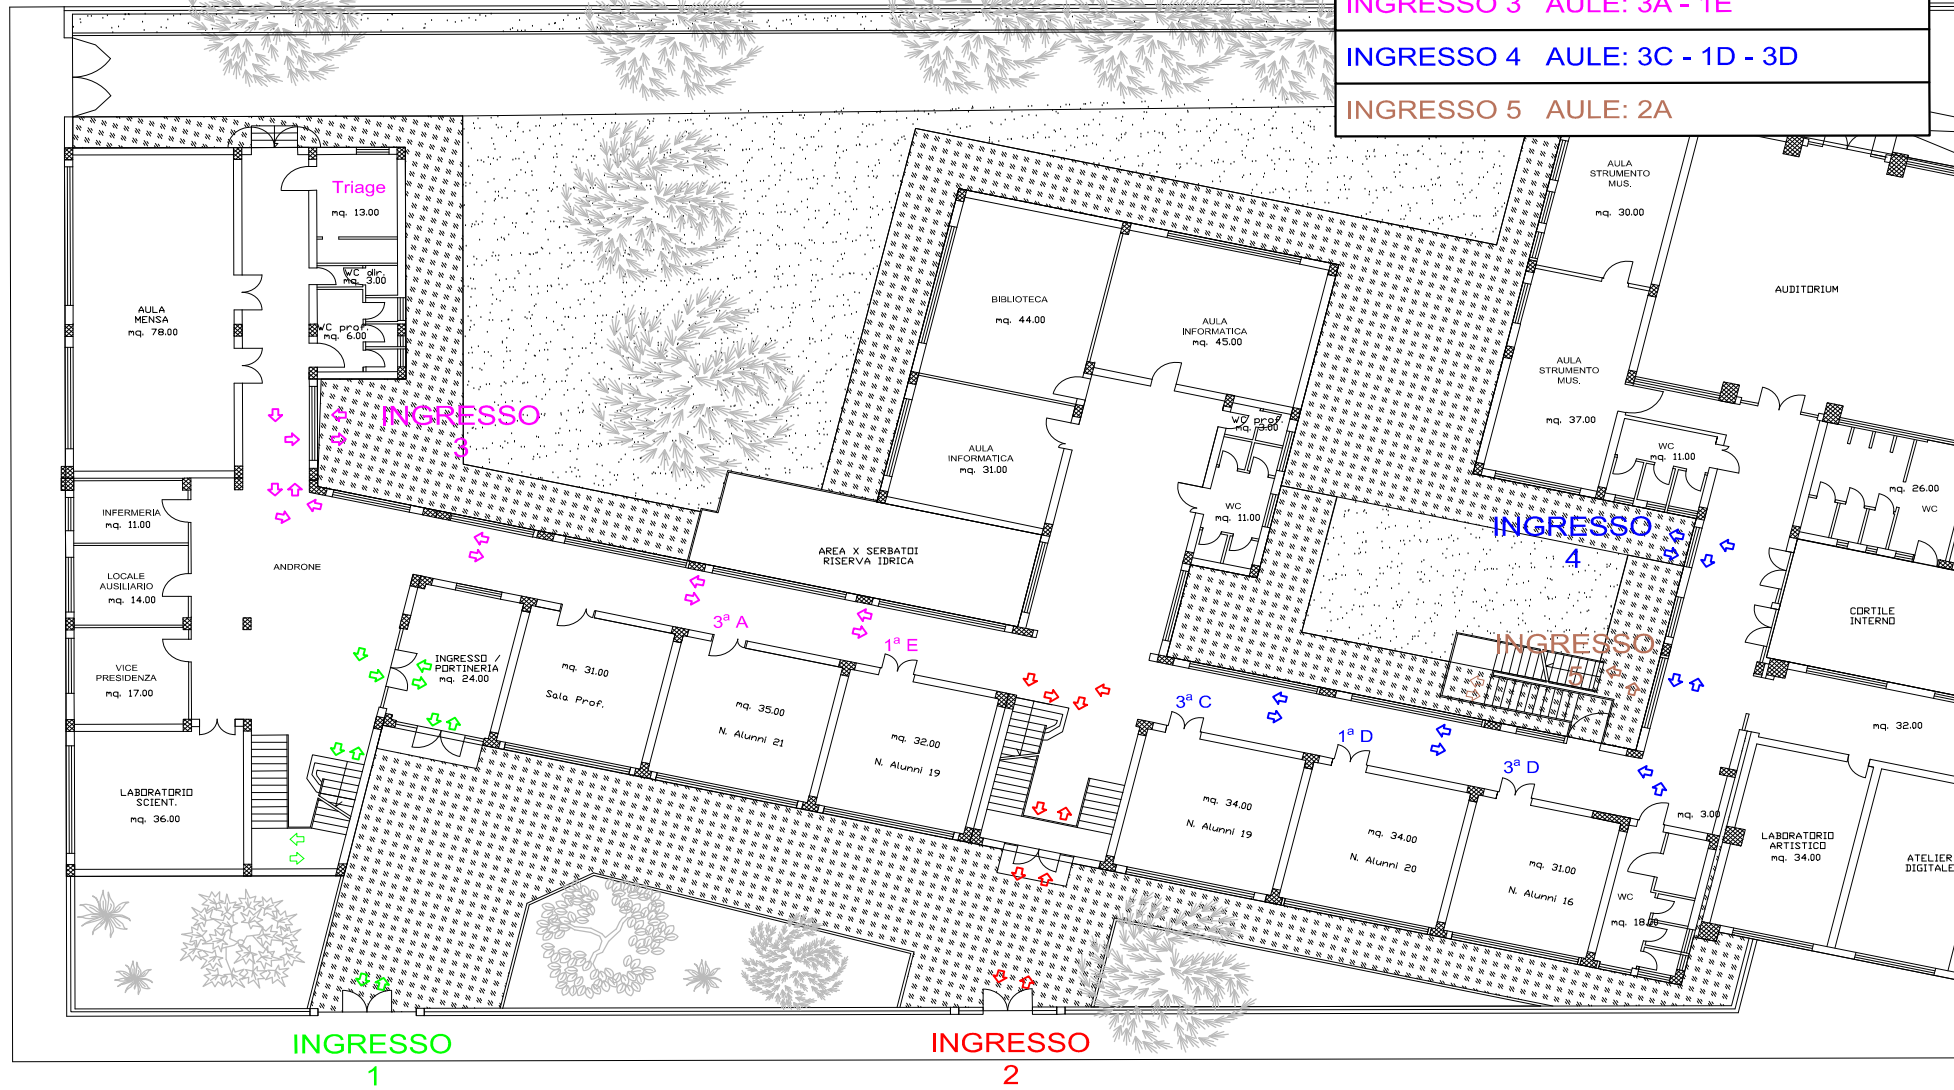 INGRESSO 3 AULE: 3A - 1E
INGRESSO 4 AULE: 3C - 1D - 3D
INGRESSO 5 AULE: 2A
Triage
mq. 13.00
WC dir.
mq. 3.00
WC prof.
mq. 6.00
AULA
MENSA
mq. 78.00
INGRESSO
3
INFERMERIA
mq. 11.00
LOCALE
AUSILIARIO
mq. 14.00
VICE
PRESIDENZA
mq. 17.00
LABORATORIO
SCIENT.
mq. 36.00
ANDRONE
INGRESSO /
PORTINERIA
mq. 24.00
mq. 31.00
Sala Prof.
3ª A
mq. 35.00
N. Alunni 21
1ª E
mq. 32.00
N. Alunni 19
BIBLIOTECA
mq. 44.00
AULA
INFORMATICA
mq. 45.00
AULA
INFORMATICA
mq. 31.00
WC prof.
mq. 3.00
WC
mq. 11.00
AREA X SERBATOI
RISERVA IDRICA
AULA
STRUMENTO
MUS.
mq. 30.00
AULA
STRUMENTO
MUS.
mq. 37.00
AUDITORIUM
WC
mq. 11.00
mq. 26.00
WC
INGRESSO
4
CORTILE
INTERNO
INGRESSO
5
3ª C
mq. 34.00
N. Alunni 19
1ª D
mq. 34.00
N. Alunni 20
3ª D
mq. 31.00
N. Alunni 16
mq. 3.00
WC
mq. 18.00
mq. 32.00
LABORATORIO
ARTISTICO
mq. 34.00
ATELIER
DIGITALE
INGRESSO
1
INGRESSO
2